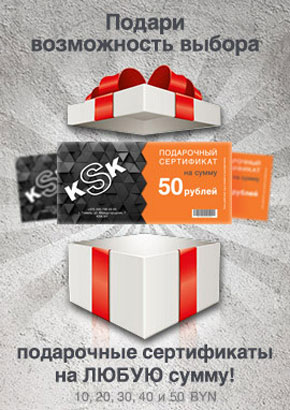 Подари
возможность выбора
ПОДАРОЧНЫЙ
СЕРТИФИКАТ
на сумму
50 рублей
KSK
подарочные сертификаты
на ЛЮБУЮ сумму!
10, 20, 30, 40 и 50 BYN